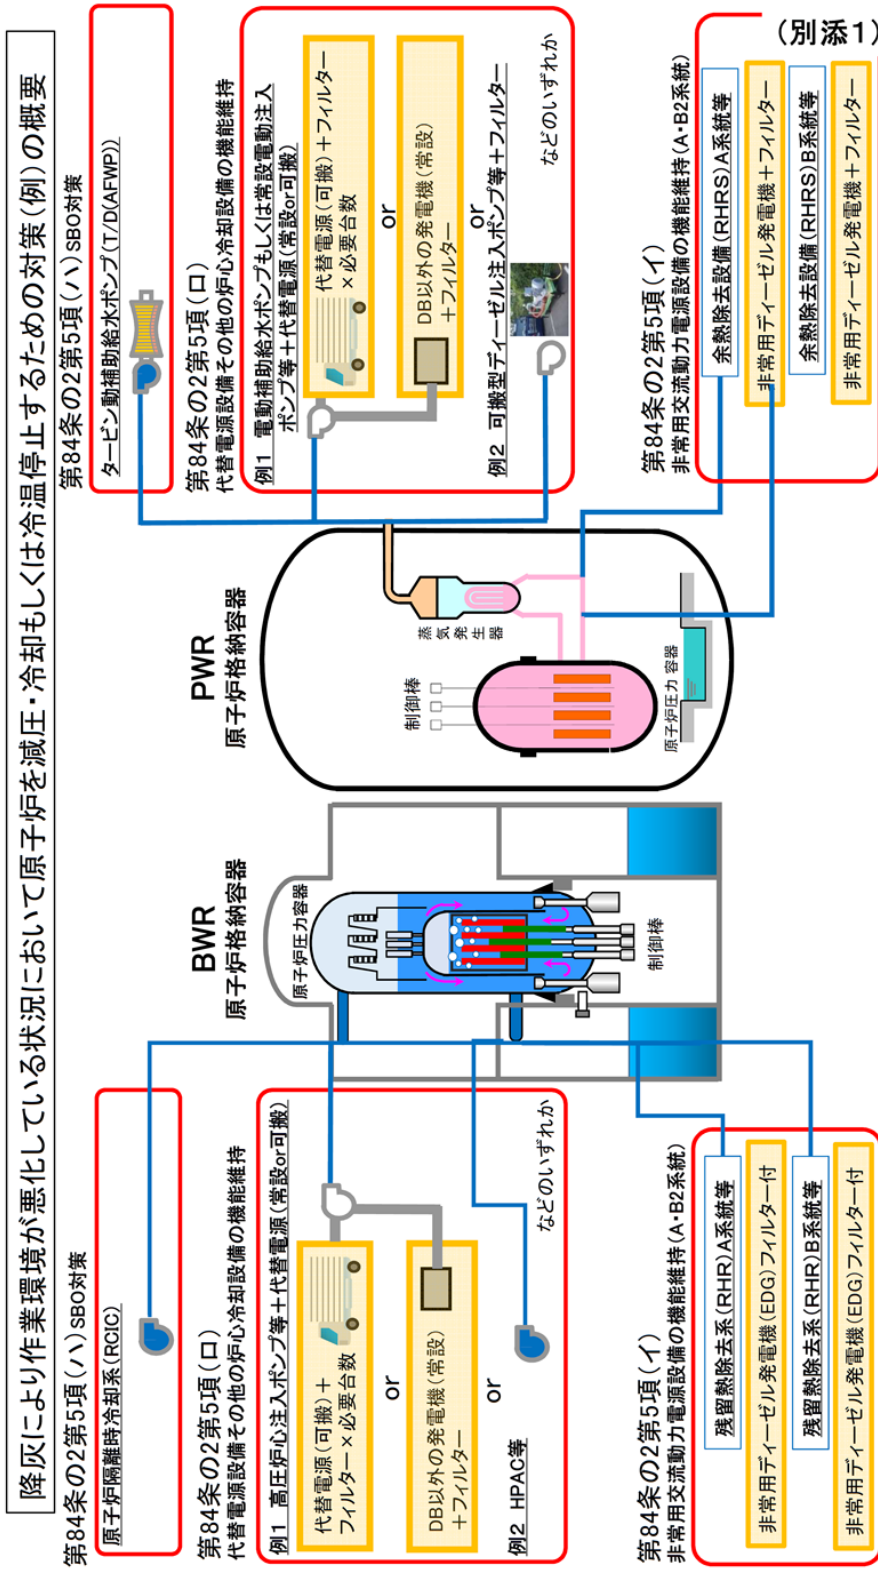 (別添1)
降灰により作業環境が悪化している状況において原子炉を減圧・冷却もしくは冷温停止するための対策(例)の概要
第84条の2第5項(ハ)SBO対策
原子炉隔離時冷却系(RCIC)
第84条の2第5項(ロ)
代替電源設備その他の炉心冷却設備の機能維持
例1 高圧炉心注入ポンプ等+代替電源(常設or可搬)
代替電源(可搬)+
フィルター×必要台数
or
DB以外の発電機(常設)
+フィルター
or
例2 HPAC等
などのいずれか
第84条の2第5項(イ)
非常用交流動力電源設備の機能維持(A・B2系統)
残留熱除去系(RHR)A系統等
非常用ディーゼル発電機(EDG)フィルター付
残留熱除去系(RHR)B系統等
非常用ディーゼル発電機(EDG)フィルター付
BWR
原子炉格納容器
原子炉圧力容器
制御棒
PWR
原子炉格納容器
制御棒
蒸気発生器
原子炉圧力容器
第84条の2第5項(ハ)SBO対策
タービン動補助給水ポンプ(T/D(AFWP))
第84条の2第5項(ロ)
代替電源設備その他の炉心冷却設備の機能維持
例1 電動補助給水ポンプもしくは常設電動注入
ポンプ等+代替電源(常設or可搬)
代替電源(可搬)+フィルター
×必要台数
or
DB以外の発電機(常設)
+フィルター
or
例2 可搬型ディーゼル注入ポンプ等+フィルター
などのいずれか
第84条の2第5項(イ)
非常用交流動力電源設備の機能維持(A・B2系統)
余熱除去設備(RHRS)A系統等
非常用ディーゼル発電機+フィルター
余熱除去設備(RHRS)B系統等
非常用ディーゼル発電機+フィルター